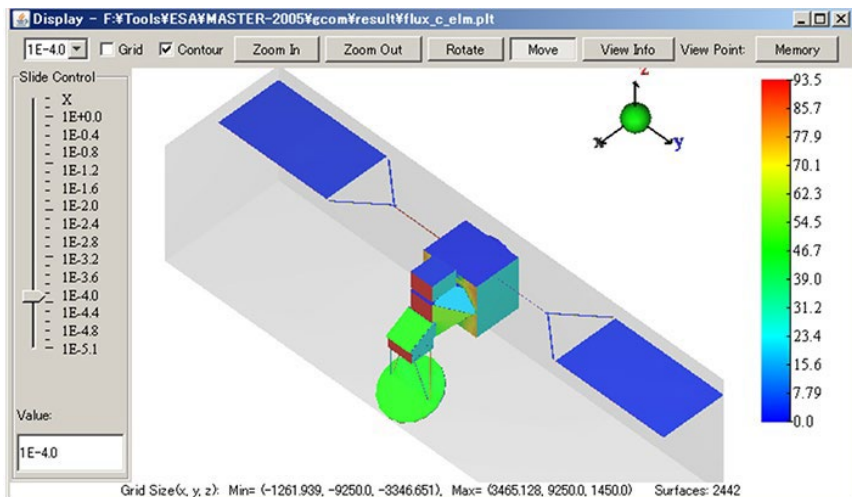 Display - F:¥Tools¥ESA¥MASTER-2005¥gcom¥result¥flux_c_elm.plt
1E-4.0 Grid Contour Zoom In Zoom Out Rotate Move View Info View Point: Memory
Slide Control
X
1E+0.0
1E-0.4
1E-0.8
1E-1.2
1E-1.6
1E-2.0
1E-2.4
1E-2.8
1E-3.2
1E-3.6
1E-4.0
1E-4.4
1E-4.8
1E-5.1
Value:
1E-4.0
z
x
y
93.5
85.7
77.9
70.1
62.3
54.5
46.7
39.0
31.2
23.4
15.6
7.79
0.0
Grid Size(x, y, z): Min= (-1261.939, -9250.0, -3346.651), Max= (3465.128, 9250.0, 1450.0) Surfaces: 2442